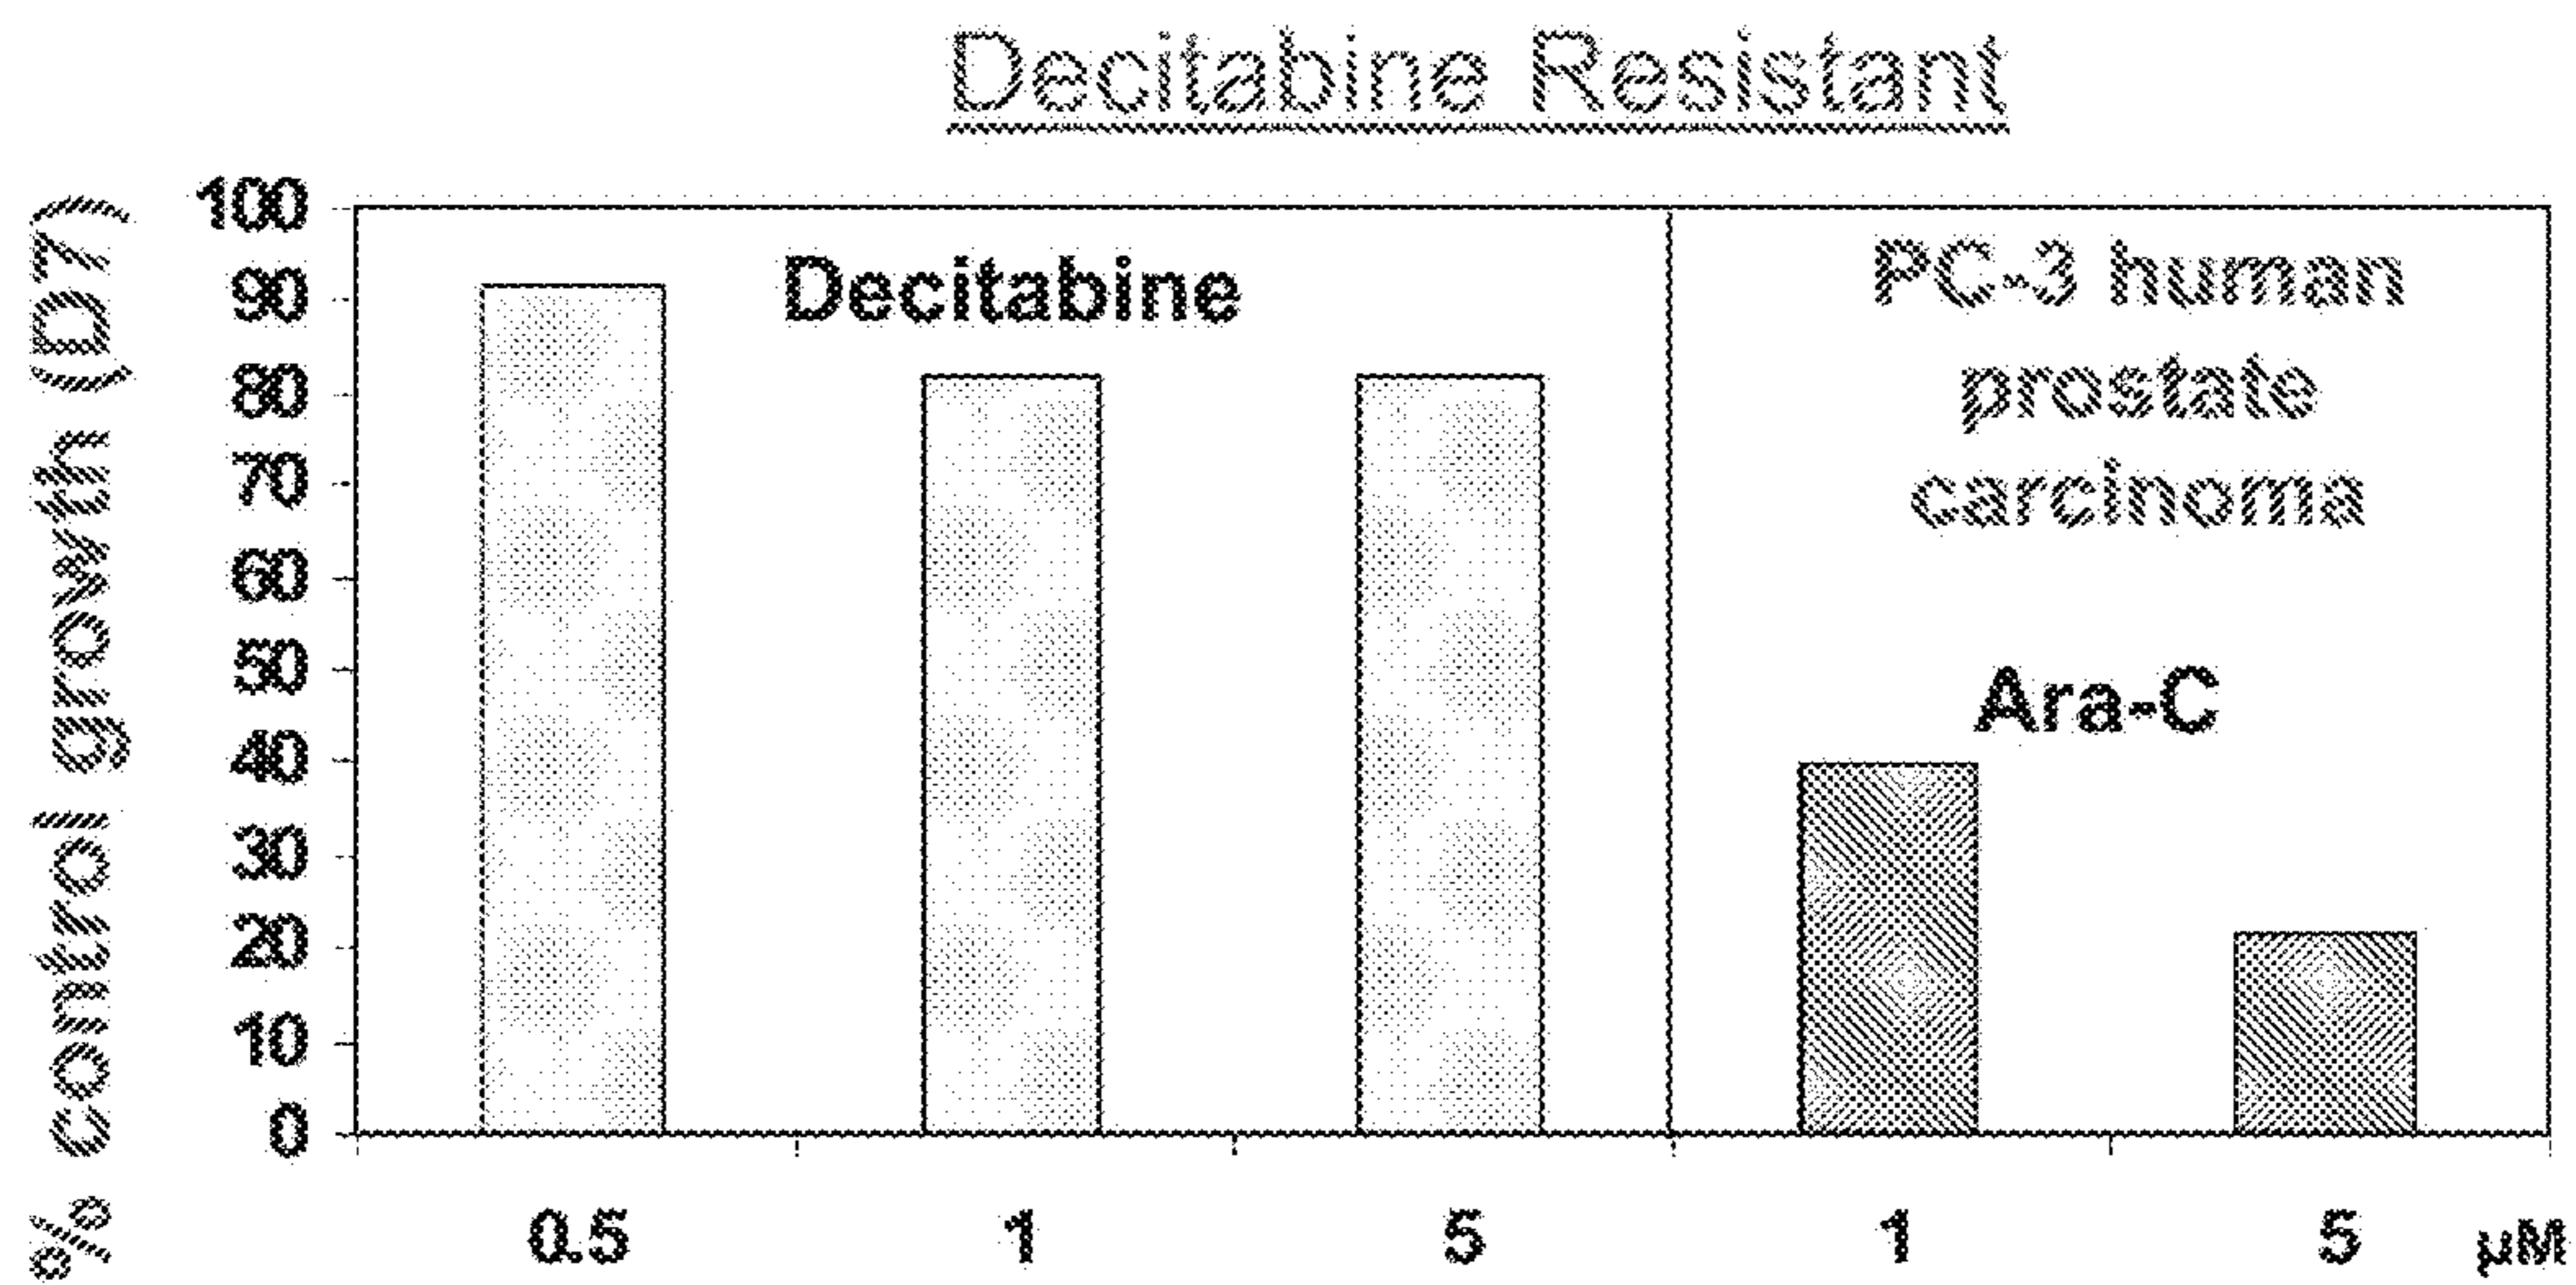 Decitabine Resistant
% control growth (D7)
100
90
80
70
60
50
40
30
20
10
0
Decitabine
PC-3 human
prostate
carcinoma
Ara-C
0.5 1 5 1 5 µM